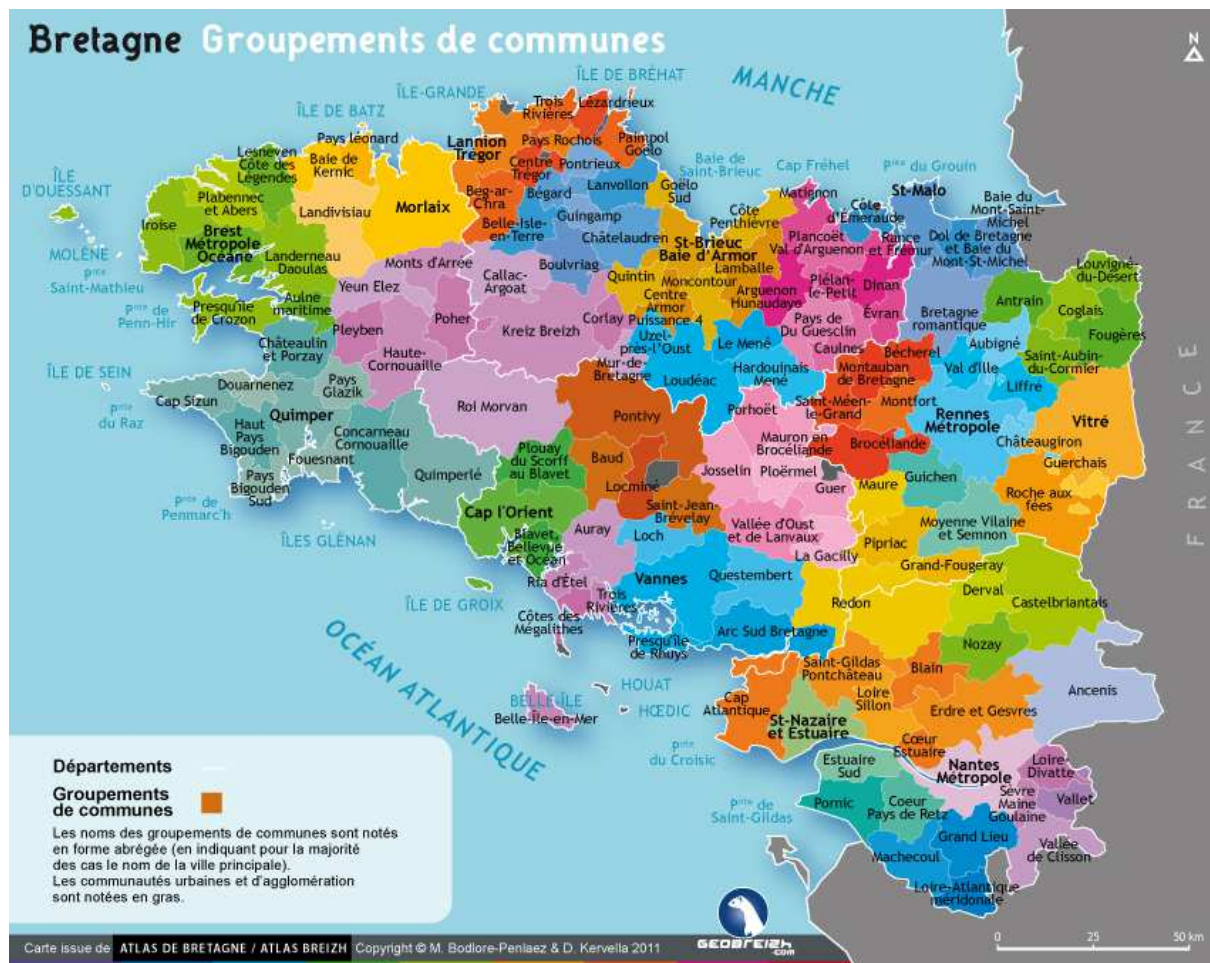 Bretagne Groupements de communes
N
MANCHE
OCÉAN ATLANTIQUE
FRANCE
ÎLE DE BRÉHAT
ÎLE-GRANDE
ÎLE DE BATZ
ÎLE
D'OUESSANT
MOLÈNE
Pnte
Saint-Mathieu
Pnte de
Penn-Hir
ÎLE DE SEIN
Pnte
du Raz
Pnte de
Penmarc'h
ÎLES GLÉNAN
ÎLE DE GROIX
BELLE-ÎLE
HOUAT
HŒDIC
Pnte
du Croisic
Pnte de
Saint-Gildas
Baie de
Saint-Brieuc
Cap Fréhel
Pnte du Grouin
Baie du
Mont-Saint-
Michel
Trois
Rivières
Lézardrieux
Lannion
Trégor
Pays Rochois
Paimpol
Goëlo
Centre
Trégor
Pontrieux
Beg-ar-
C'hra
Bégard
Lanvollon
Goëlo
Sud
Belle-Isle-
en-Terre
Guingamp
Châtelaudren
Boulvriag
Callac-
Argoat
Pays léonard
Baie de
Kernic
Lesneven
Côte des
Légendes
Plabennec
et Abers
Landivisiau
Morlaix
Iroise
Brest
Métropole
Océane
Landerneau
Daoulas
Monts d'Arrée
Yeun Elez
Presqu'île
de Crozon
Aulne
maritime
Pleyben
Poher
Kreiz Breizh
Corlay
Châteaulin
et Porzay
Haute-
Cornouaille
Douarnenez
Pays
Glazik
Cap Sizun
Quimper
Haut
Pays
Bigouden
Concarneau
Cornouaille
Fouesnant
Pays
Bigouden
Sud
Quimperlé
Roi Morvan
St-Brieuc
Baie d'Armor
Côte
Penthièvre
Matignon
Côte
d'Émeraude
St-Malo
Plancoët
Val d'Arguenon
Rance
et Frémur
Dol de Bretagne
et Baie du
Mont-St-Michel
Lamballe
Quintin
Moncontour
Centre
Armor
Puissance 4
Arguenon
Hunaudaye
Plélan-
le-Petit
Dinan
Évran
Pays de
Du Guesclin
Caulnes
Uzel-
près-l'Oust
Le Mené
Mur-de-
Bretagne
Loudéac
Hardouinais
Mené
Bretagne
romantique
Antrain
Louvigné-
du-Désert
Coglais
Fougères
Aubigné
Saint-Aubin-
du-Cormier
Bécherel
Val d'Ille
Liffré
Montauban
de Bretagne
Saint-Méen-
le-Grand
Montfort
Rennes
Métropole
Vitré
Châteaugiron
Guerchais
Brocéliande
Roche aux
fées
Guichen
Maure
Moyenne Vilaine
et Semnon
Pipriac
Grand-Fougeray
Redon
Pontivy
Porhoët
Mauron en
Brocéliande
Josselin
Ploërmel
Guer
Plouay
du Scorff
au Blavet
Baud
Locminé
Saint-Jean-
Brévelay
Vallée d'Oust
et de Lanvaux
La Gacilly
Cap l'Orient
Blavet,
Bellevue
et Océan
Auray
Loch
Vannes
Questembert
Ria d'Étel
Trois
Rivières
Côtes des
Mégalithes
Presqu'île
de Rhuys
Arc Sud Bretagne
Belle-Île-en-Mer
Derval
Castelbriantais
Nozay
Saint-Gildas
Pontchâteau
Blain
Ancenis
Cap
Atlantique
Loire
Sillon
Erdre et Gesvres
St-Nazaire
et Estuaire
Cœur
Estuaire
Nantes
Métropole
Loire-
Divatte
Estuaire
Sud
Sèvre
Maine
Goulaine
Vallet
Pornic
Coeur
Pays de Retz
Grand Lieu
Vallée
de Clisson
Machecoul
Loire-Atlantique
méridonale
Départements
Groupements
de communes
Les noms des groupements de communes sont notés
en forme abrégée (en indiquant pour la majorité
des cas le nom de la ville principale).
Les communautés urbaines et d'agglomération
sont notées en gras.
Carte issue de ATLAS DE BRETAGNE / ATLAS BREIZH Copyright © M. Bodlore-Penlaez & D. Kervella 2011
GEOBREIZH
.com
0 25 50 km